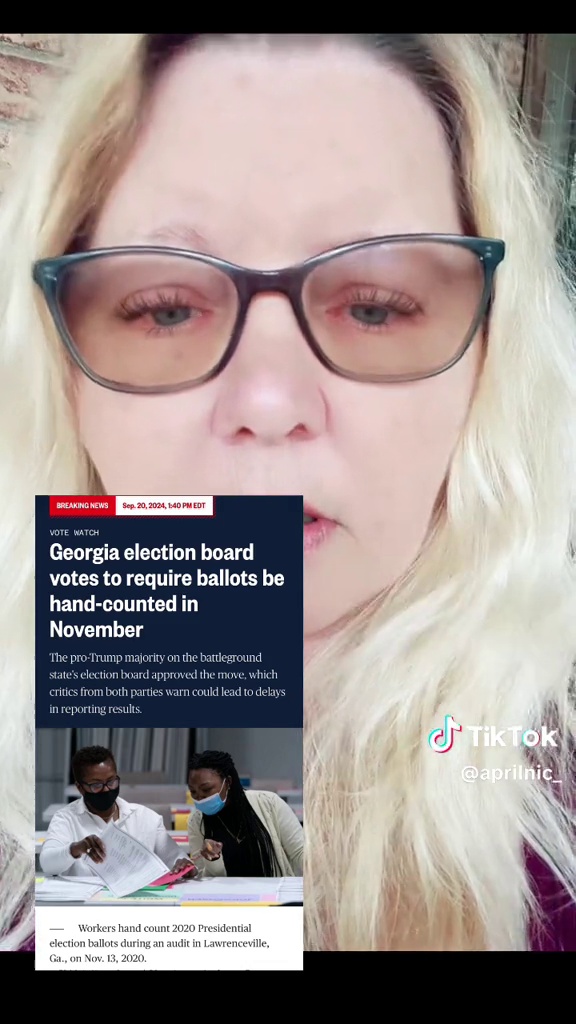 BREAKING NEWS Sep. 20, 2024, 1:40 PM EDT
VOTE WATCH
Georgia election board
votes to require ballots be
hand-counted in
November
The pro-Trump majority on the battleground
state's election board approved the move, which
critics from both parties warn could lead to delays
in reporting results.
TikTok
@aprilnic_
— Workers hand count 2020 Presidential
election ballots during an audit in Lawrenceville,
Ga., on Nov. 13, 2020.